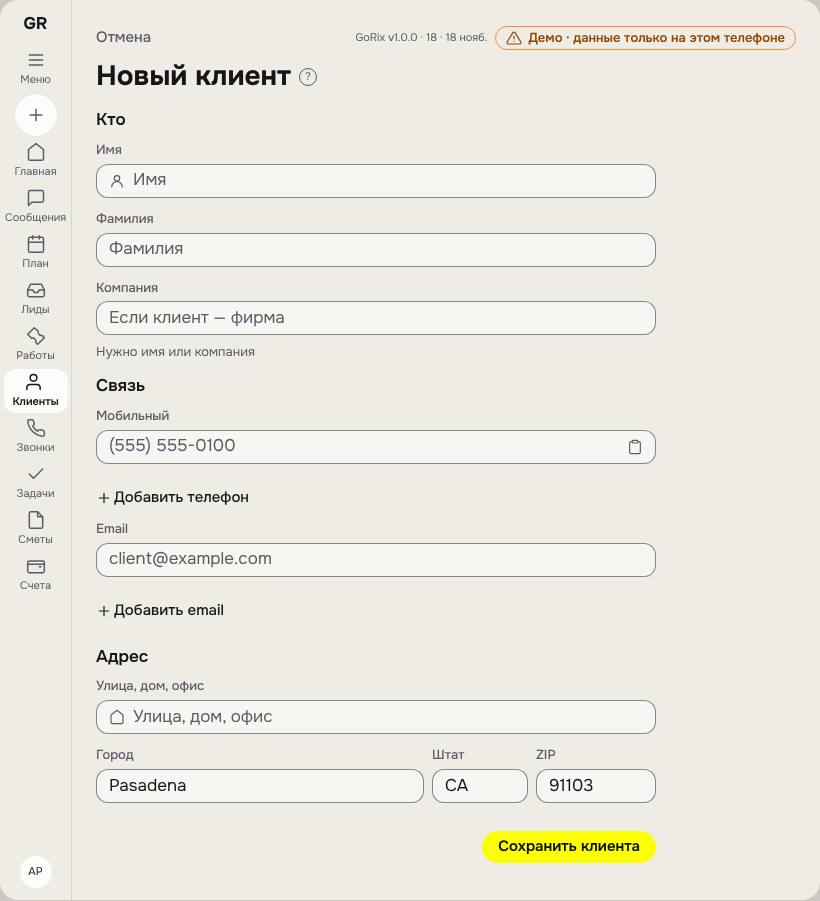 GR
Меню
Главная
Сообщения
План
Лиды
Работы
Клиенты
Звонки
Задачи
Сметы
Счета
AP
Отмена
GoRix v1.0.0 · 18 · 18 нояб.
Демо · данные только на этом телефоне
Новый клиент ?
Кто
Имя
Имя
Фамилия
Фамилия
Компания
Если клиент — фирма
Нужно имя или компания
Связь
Мобильный
(555) 555-0100
+ Добавить телефон
Email
client@example.com
+ Добавить email
Адрес
Улица, дом, офис
Улица, дом, офис
Город Штат ZIP
Pasadena CA 91103
Сохранить клиента